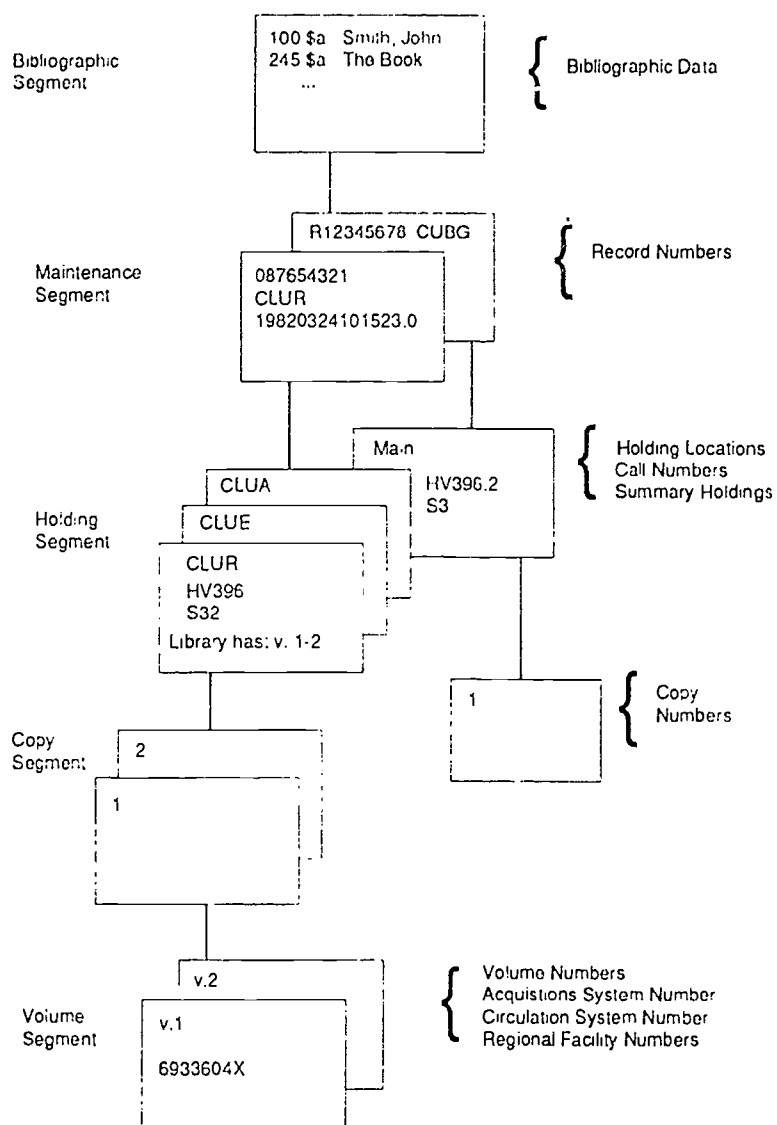 Bibliographic
Segment
100 $a Smith, John
245 $a The Book
...
Bibliographic Data
Maintenance
Segment
R12345678 CUBG
087654321
CLUR
19820324101523.0
Record Numbers
Holding
Segment
Main
HV396.2
S3
CLUA
CLUE
CLUR
HV396
S32
Library has: v. 1-2
Holding Locations
Call Numbers
Summary Holdings
Copy
Segment
2
1
1
Copy
Numbers
Volume
Segment
v.2
v.1
6933604X
Volume Numbers
Acquistions System Number
Circulation System Number
Regional Facility Numbers